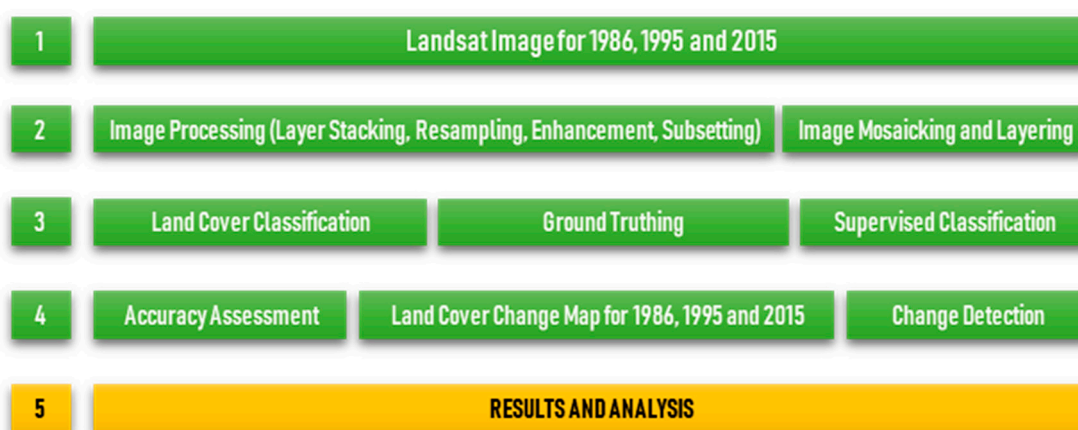 1 Landsat Image for 1986, 1995 and 2015
2 Image Processing (Layer Stacking, Resampling, Enhancement, Subsetting) Image Mosaicking and Layering
3 Land Cover Classification Ground Truthing Supervised Classification
4 Accuracy Assessment Land Cover Change Map for 1986, 1995 and 2015 Change Detection
5 RESULTS AND ANALYSIS